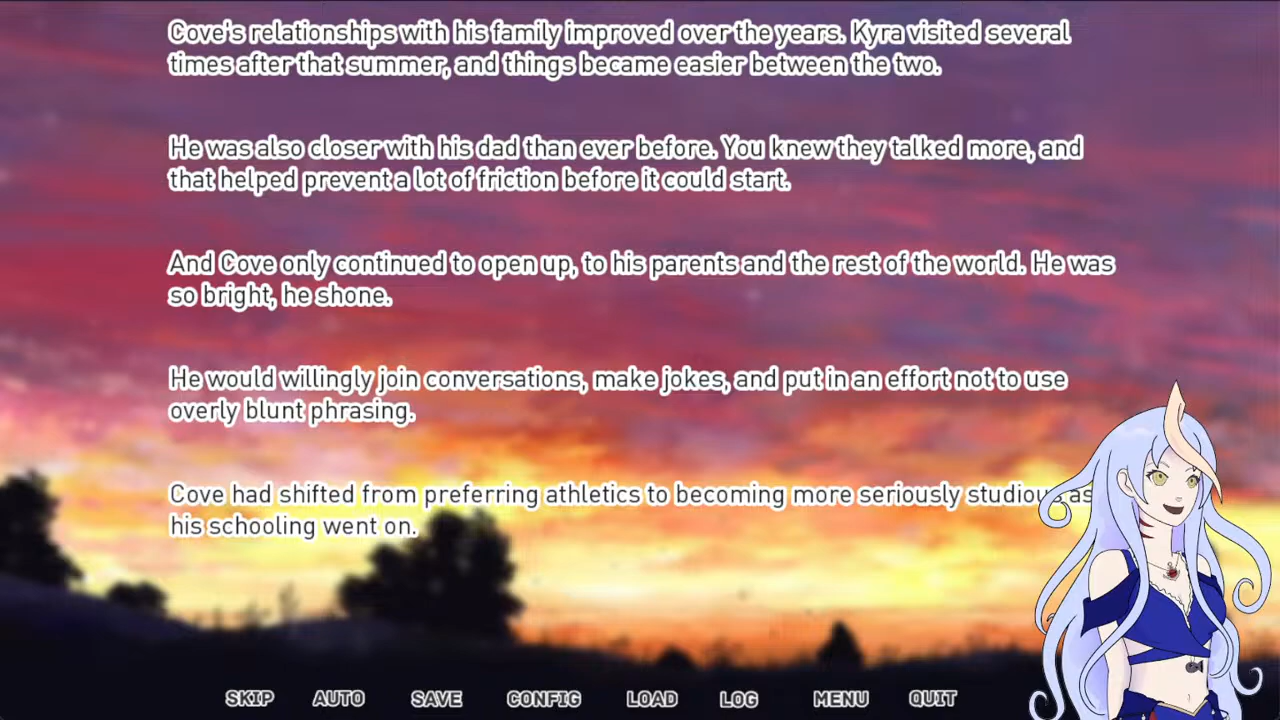 Cove's relationships with his family improved over the years. Kyra visited several
times after that summer, and things became easier between the two.
He was also closer with his dad than ever before. You knew they talked more, and
that helped prevent a lot of friction before it could start.
And Cove only continued to open up, to his parents and the rest of the world. He was
so bright, he shone.
He would willingly join conversations, make jokes, and put in an effort not to use
overly blunt phrasing.
Cove had shifted from preferring athletics to becoming more seriously studious as
his schooling went on.
SKIP AUTO SAVE CONFIG LOAD LOG MENU QUIT